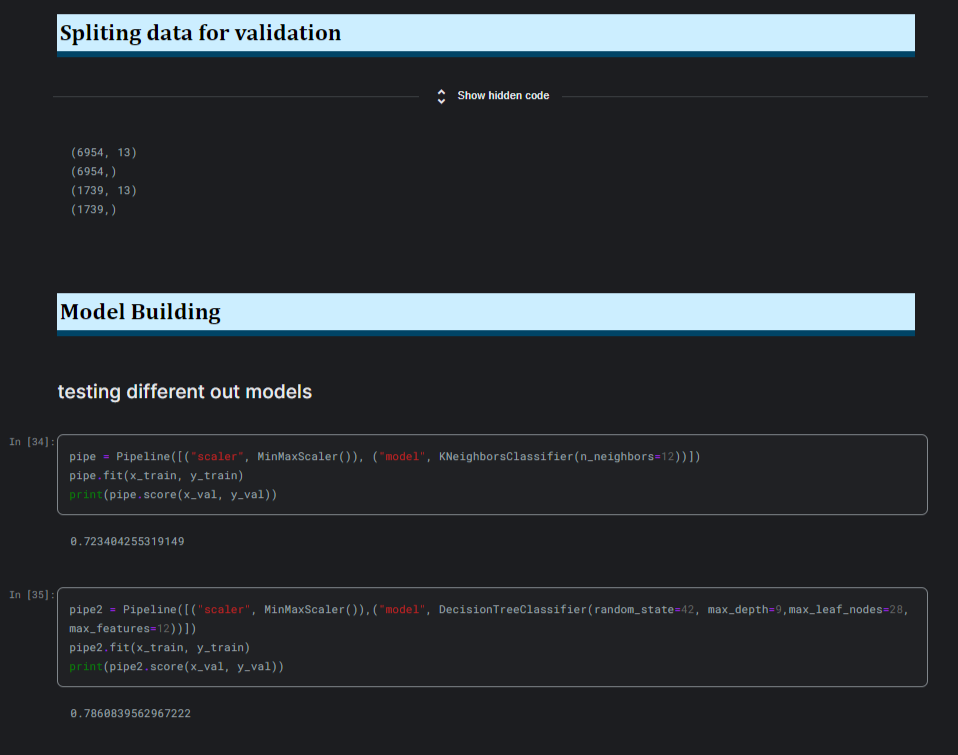 Spliting data for validation
Show hidden code
(6954, 13)
(6954,)
(1739, 13)
(1739,)
Model Building
testing different out models
In [34]:
pipe = Pipeline([("scaler", MinMaxScaler()), ("model", KNeighborsClassifier(n_neighbors=12))])
pipe.fit(x_train, y_train)
print(pipe.score(x_val, y_val))
0.723404255319149
In [35]:
pipe2 = Pipeline([("scaler", MinMaxScaler()),("model", DecisionTreeClassifier(random_state=42, max_depth=9,max_leaf_nodes=28,
max_features=12))])
pipe2.fit(x_train, y_train)
print(pipe2.score(x_val, y_val))
0.7860839562967222